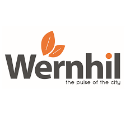 Wernhil
the pulse of the city